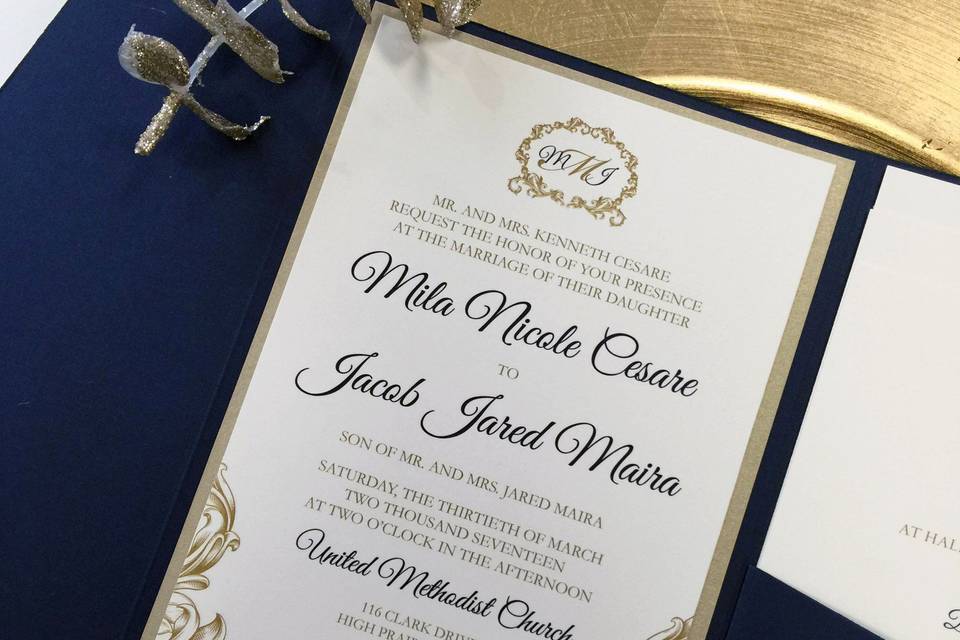 M M J
MR. AND MRS. KENNETH CESARE
REQUEST THE HONOR OF YOUR PRESENCE
AT THE MARRIAGE OF THEIR DAUGHTER
Mila Nicole Cesare
TO
Jacob Jared Maira
SON OF MR. AND MRS. JARED MAIRA
SATURDAY, THE THIRTIETH OF MARCH
TWO THOUSAND SEVENTEEN
AT TWO O'CLOCK IN THE AFTERNOON
United Methodist Church
116 CLARK DRIVE
HIGH PRAI
AT HAL